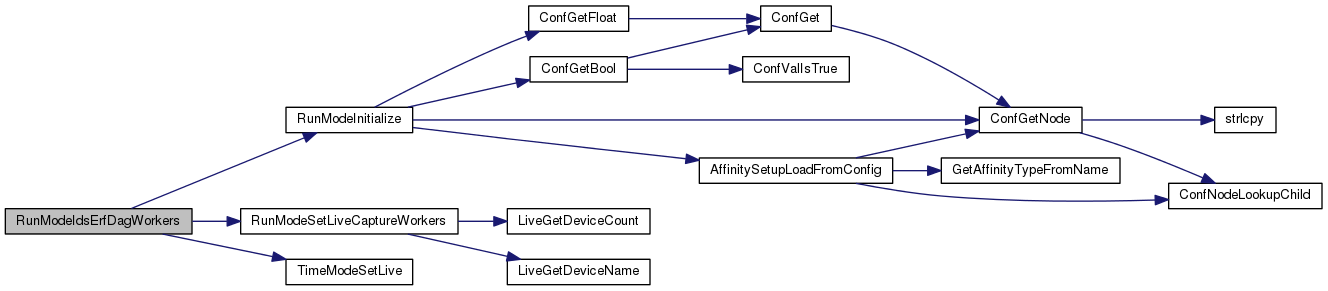 ConfGetFloat
ConfGet
ConfGetBool
ConfValIsTrue
RunModeInitialize
ConfGetNode
strlcpy
AffinitySetupLoadFromConfig
GetAffinityTypeFromName
ConfNodeLookupChild
RunModeIdsErfDagWorkers
RunModeSetLiveCaptureWorkers
LiveGetDeviceCount
TimeModeSetLive
LiveGetDeviceName